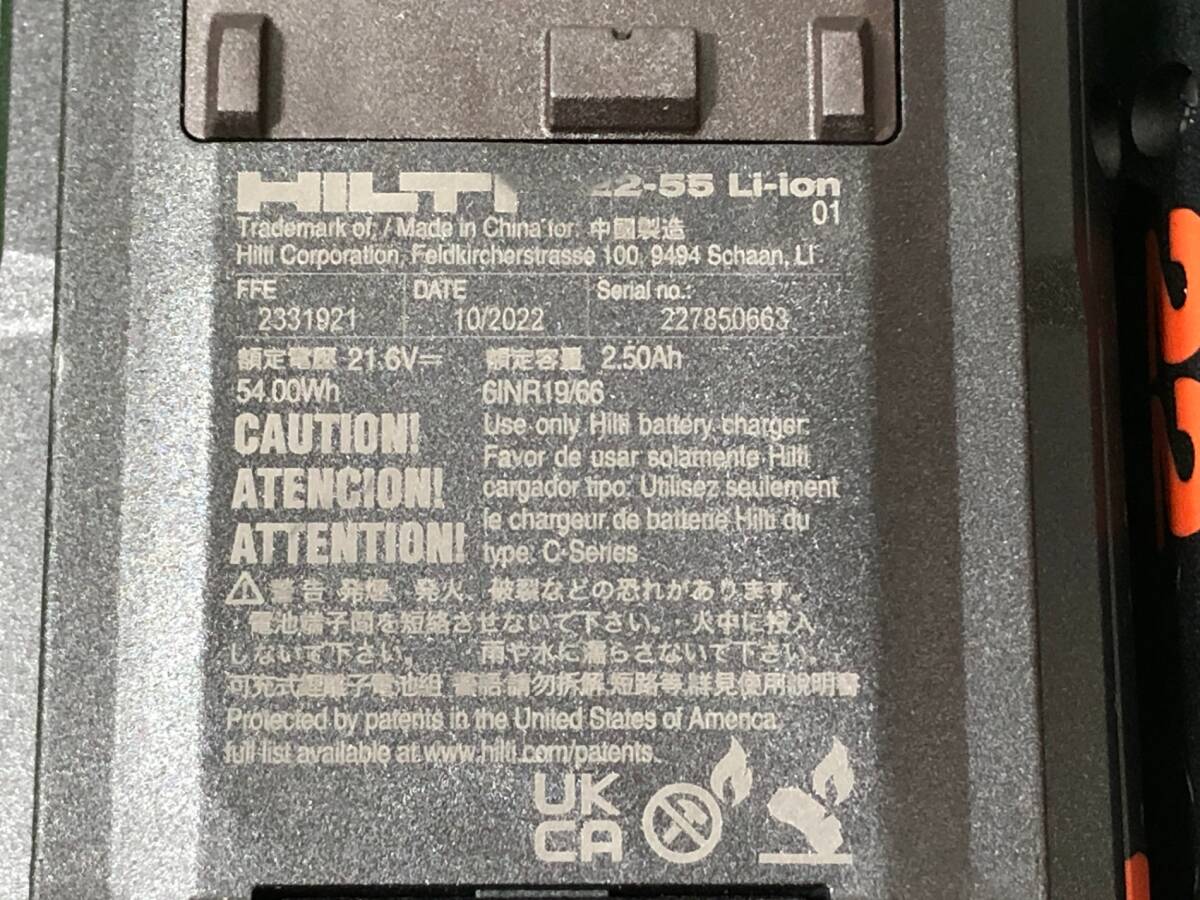 HILTI 22-55 Li-ion
01
Trademark of / Made in China for: 中國製造
Hilti Corporation, Feldkircherstrasse 100, 9494 Schaan, LI
FFE DATE Serial no.:
2331921 10/2022 227850663
額定電壓 21.6V⎓ 額定容量 2.50Ah
54.00Wh 6INR19/66
CAUTION! Use only Hilti battery charger:
Favor de usar solamente Hilti
ATENCION! cargador tipo: Utilisez seulement
le chargeur de batterie Hilti du
ATTENTION! type: C-Series
⚠警告 発煙、発火、破裂などの恐れがあります。
・電池端子間を短絡させないで下さい。・火中に投入
しないで下さい。 雨や水に濡らさないで下さい。
可充式鋰離子電池組 警語:請勿拆解,短路等,詳見使用說明書
Protected by patents in the United States of America
full list available at www.hilti.com/patents.
UK
CA